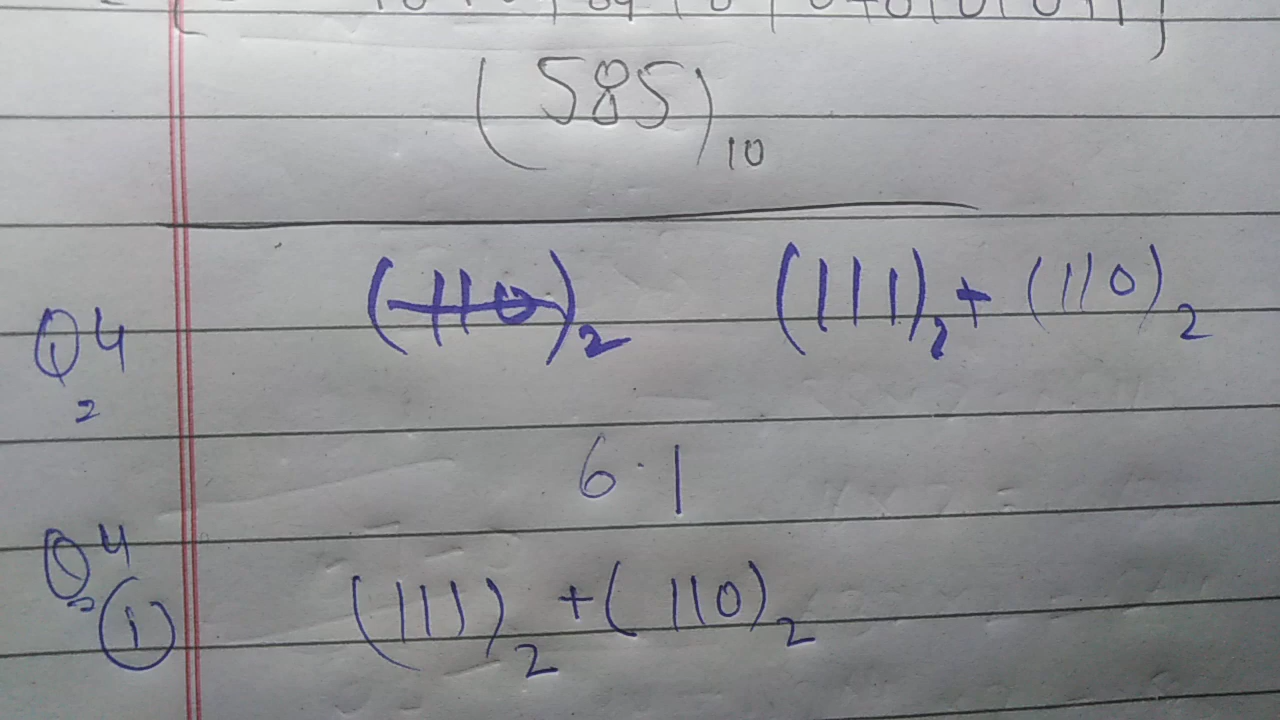 (585)10
Q4 (110)2 (111)2 + (110)2
2
6.1
Q4
(i) (111)2 + (110)2